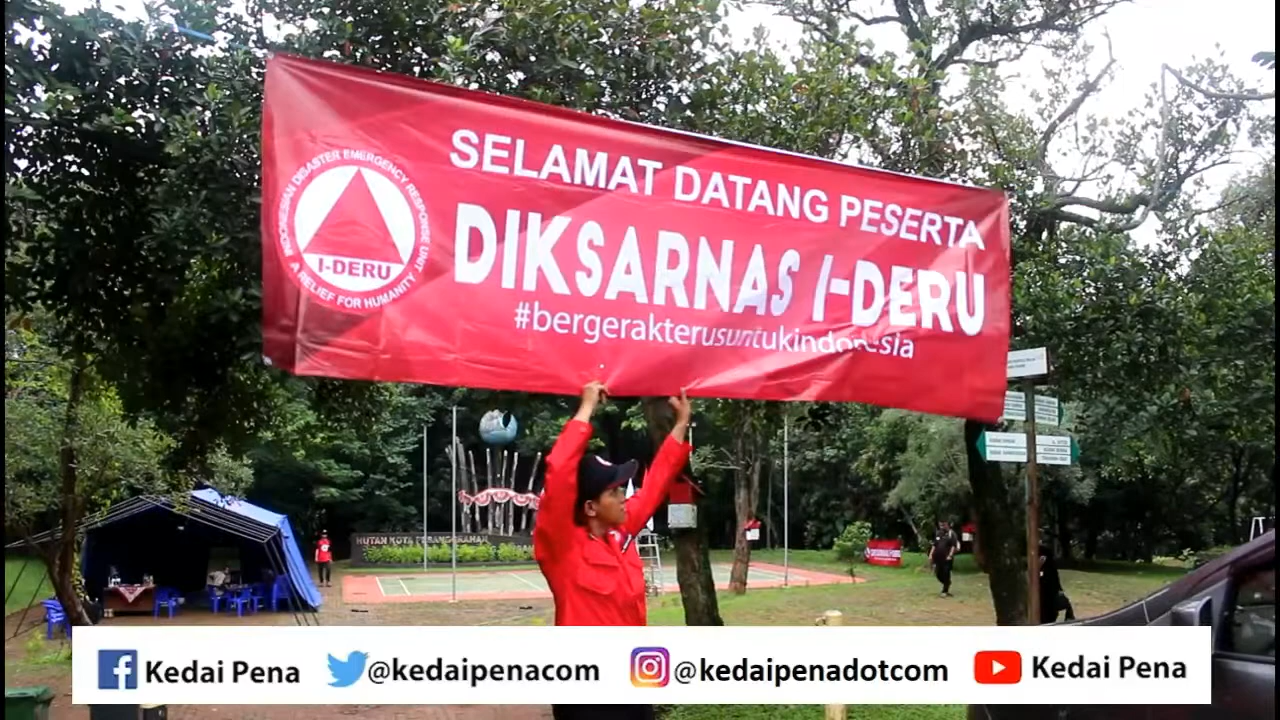 SELAMAT DATANG PESERTA
DIKSARNAS I-DERU
#bergerakterusuntukindonesia
INDONESIAN DISASTER EMERGENCY RESPONSE UNIT
I-DERU
A RELIEF FOR HUMANITY
HUTAN KOTA
Kedai Pena
@kedaipenacom
@kedaipenadotcom
Kedai Pena